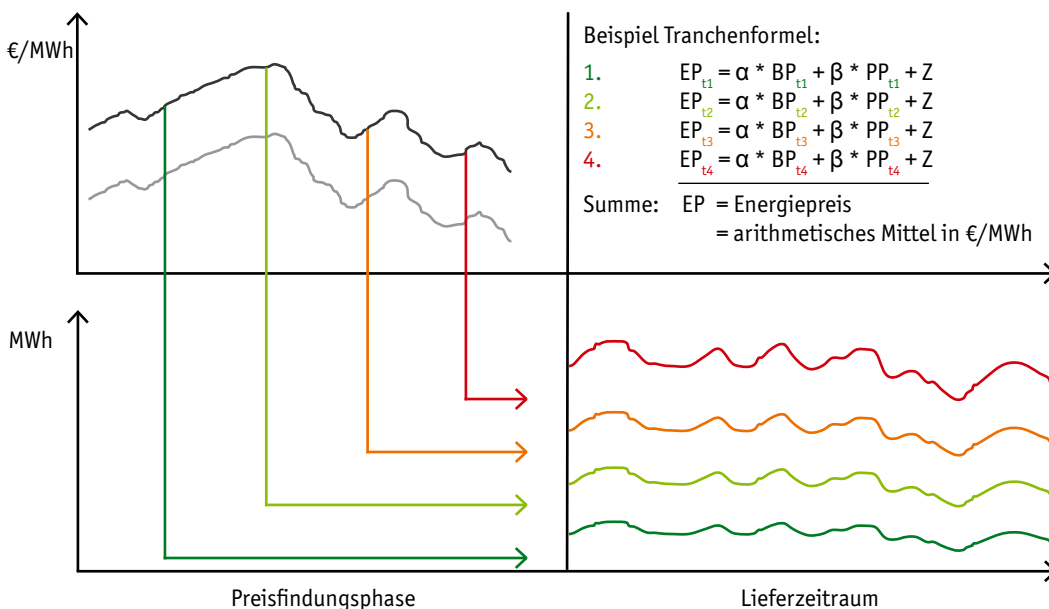 €/MWh
Beispiel Tranchenformel:
1. EPt1 = α * BPt1 + β * PPt1 + Z
2. EPt2 = α * BPt2 + β * PPt2 + Z
3. EPt3 = α * BPt3 + β * PPt3 + Z
4. EPt4 = α * BPt4 + β * PPt4 + Z
Summe: EP = Energiepreis
= arithmetisches Mittel in €/MWh
MWh
Preisfindungsphase
Lieferzeitraum